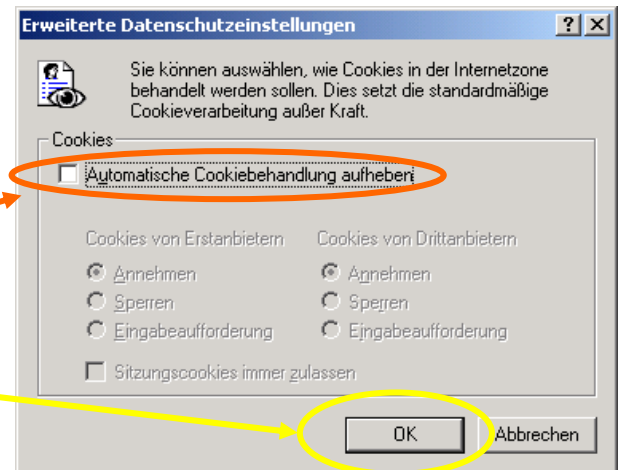 Erweiterte Datenschutzeinstellungen
Sie können auswählen, wie Cookies in der Internetzone
behandelt werden sollen. Dies setzt die standardmäßige
Cookieverarbeitung außer Kraft.
Cookies
Automatische Cookiebehandlung aufheben
Cookies von Erstanbietern Cookies von Drittanbietern
Annehmen Annehmen
Sperren Sperren
Eingabeaufforderung Eingabeaufforderung
Sitzungscookies immer zulassen
OK Abbrechen